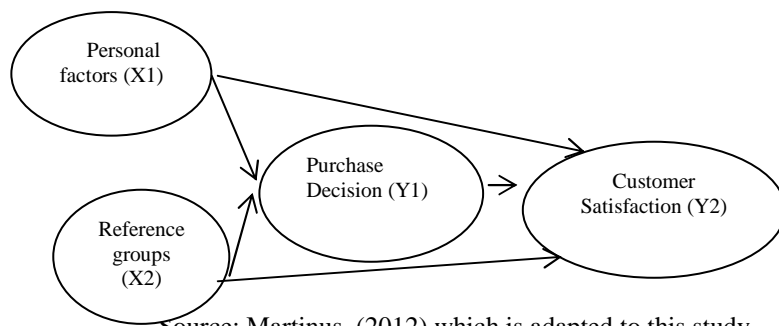 Personal
factors (X1)
Purchase
Decision (Y1)
Customer
Satisfaction (Y2)
Reference
groups
(X2)
Source: Martinus, (2012) which is adapted to this study